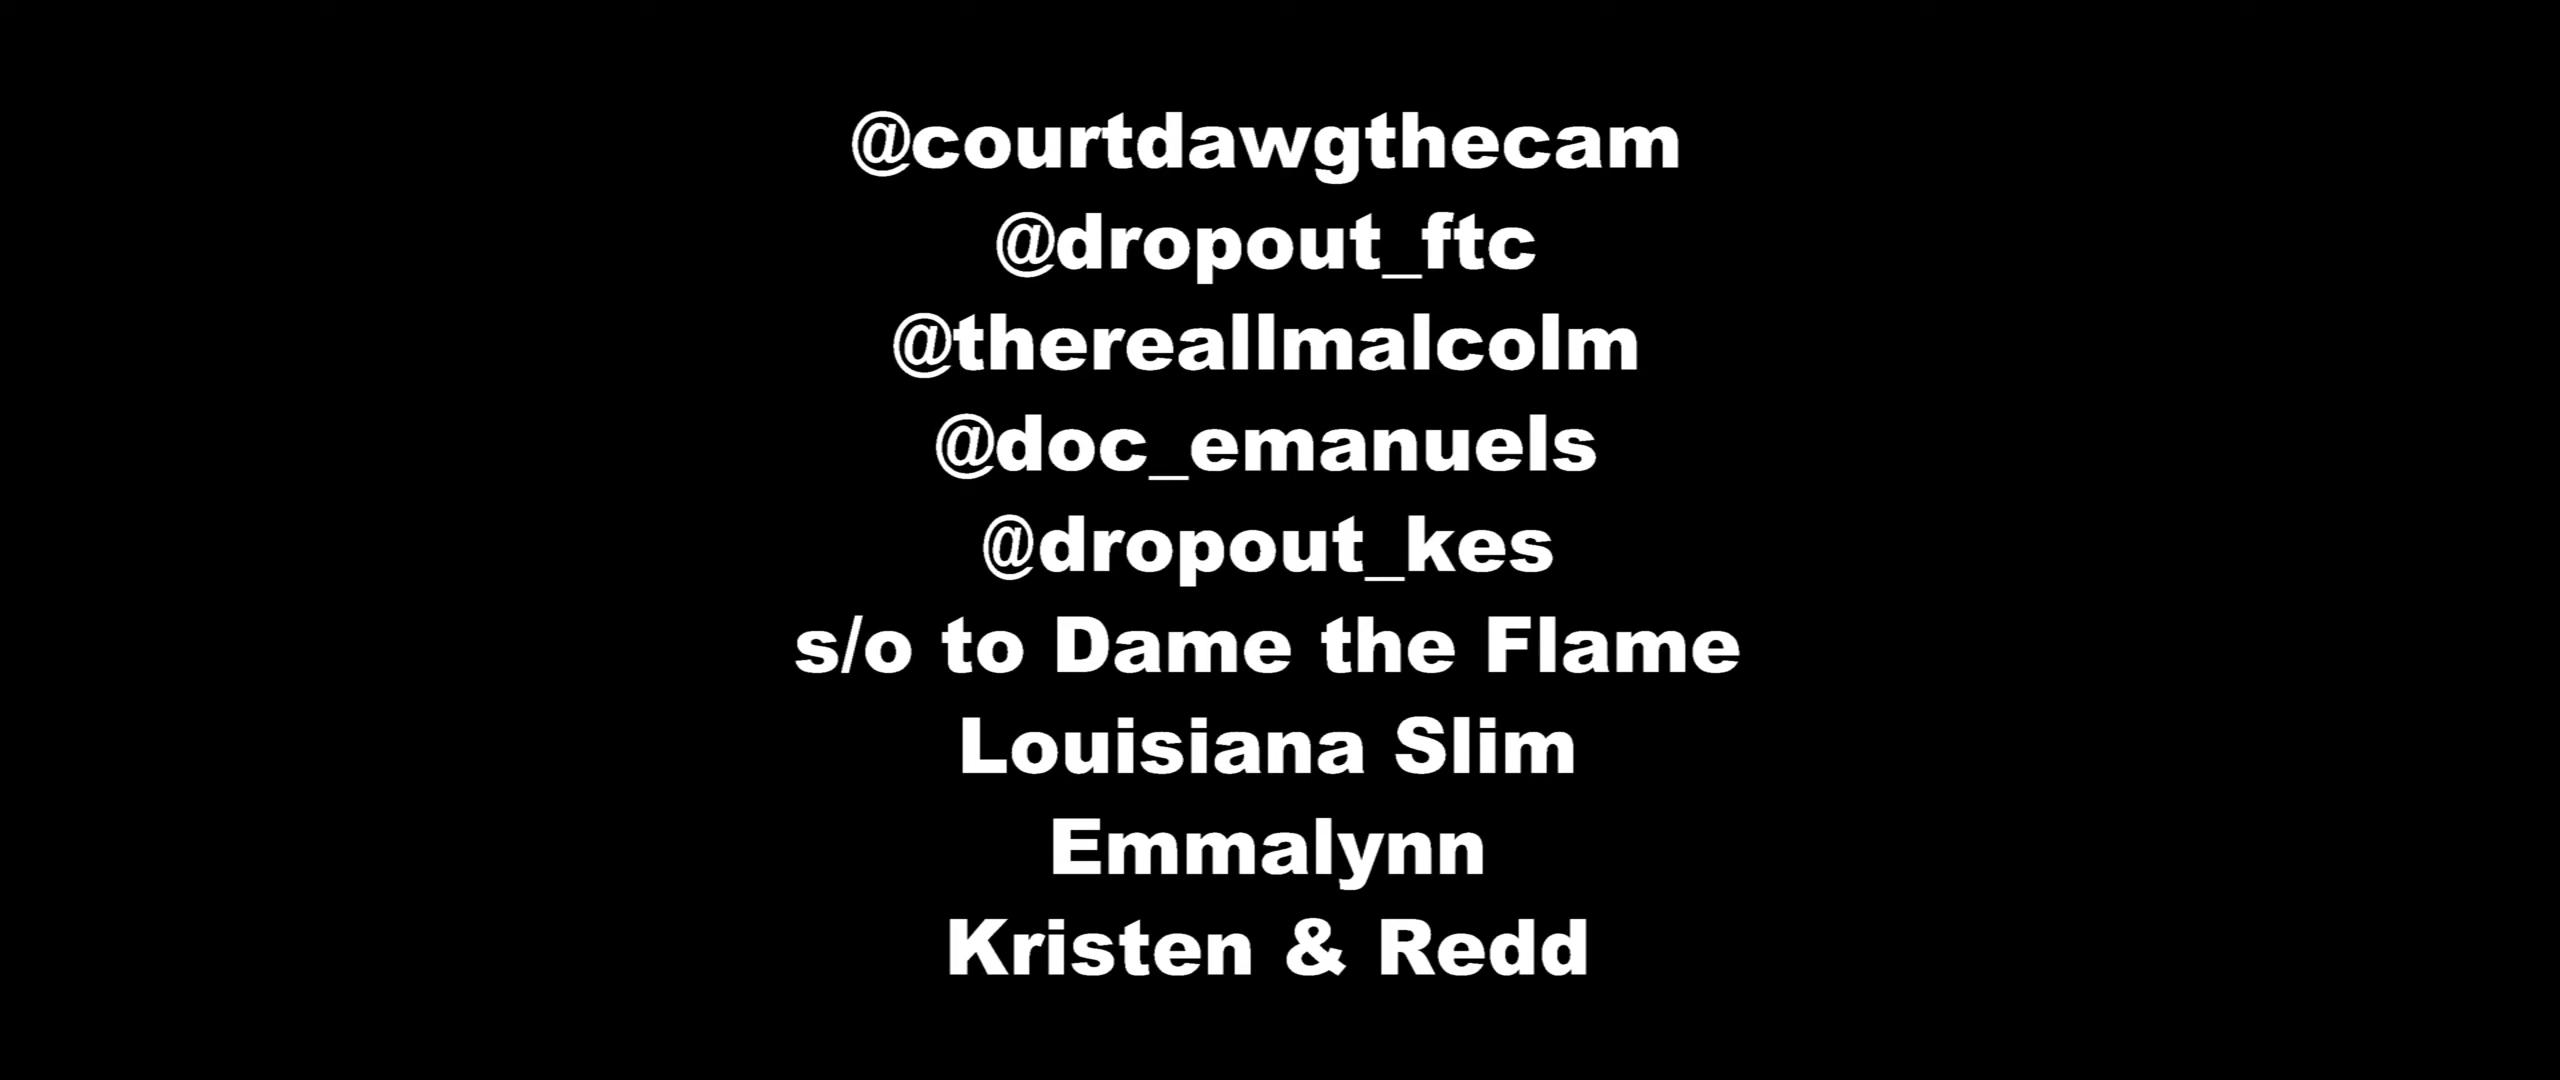 @courtdawgthecam
@dropout_ftc
@thereallmalcolm
@doc_emanuels
@dropout_kes
s/o to Dame the Flame
Louisiana Slim
Emmalynn
Kristen & Redd